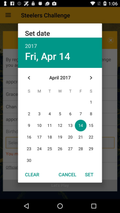 1:06
Steelers Challenge
Set date
2017
Fri, Apr 14
April 2017
S M T W T F S
1
2 3 4 5 6 7 8
9 10 11 12 13 14 15
16 17 18 19 20 21 22
23 24 25 26 27 28 29
30
CLEAR CANCEL SET